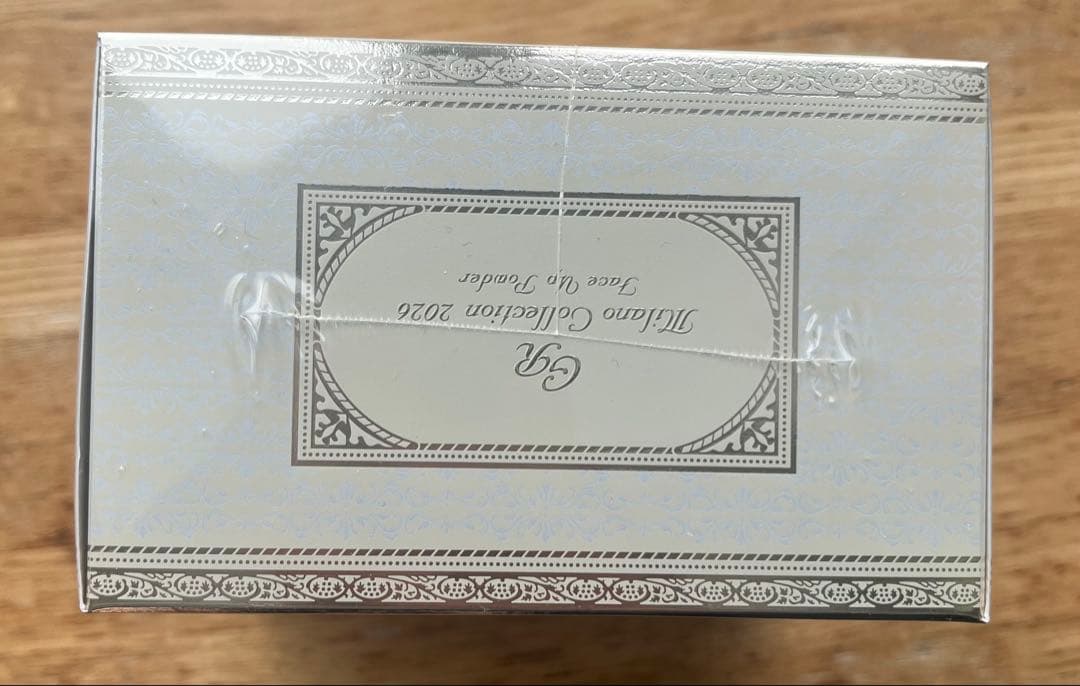 GR
Milano Collection 2026
Face Up Powder